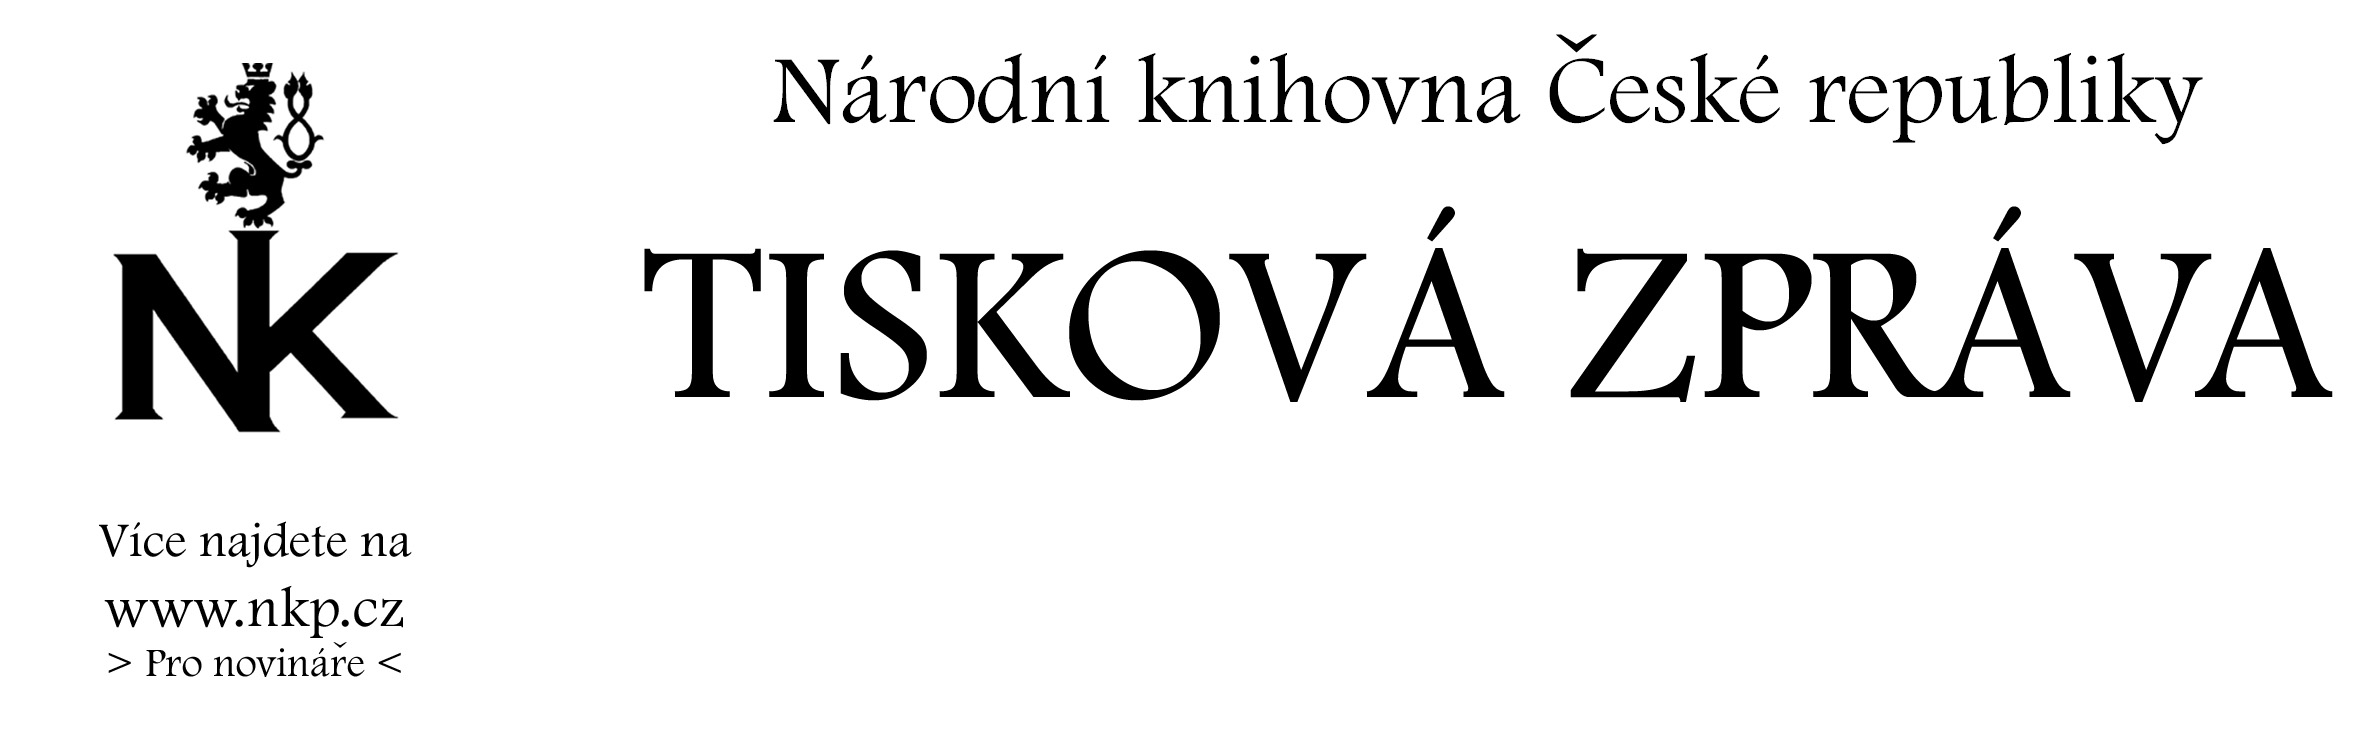 Národní knihovna České republiky
TISKOVÁ ZPRÁVA
NK
Více najdete na
www.nkp.cz
> Pro novináře <